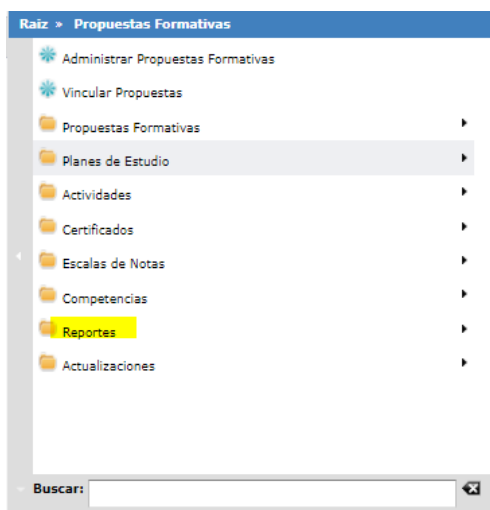 Raiz » Propuestas Formativas
Administrar Propuestas Formativas
Vincular Propuestas
Propuestas Formativas
Planes de Estudio
Actividades
Certificados
Escalas de Notas
Competencias
Reportes
Actualizaciones
Buscar: